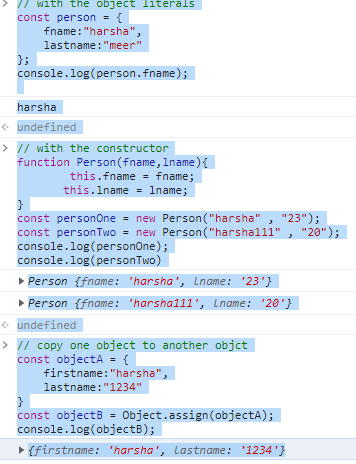 // with the object literals
const person = {
fname:"harsha",
lastname:"meer"
};
console.log(person.fname);
harsha
undefined
// with the constructor
function Person(fname,lname){
this.fname = fname;
this.lname = lname;
}
const personOne = new Person("harsha" , "23");
const personTwo = new Person("harsha111" , "20");
console.log(personOne);
console.log(personTwo)
Person {fname: 'harsha', lname: '23'}
Person {fname: 'harsha111', lname: '20'}
undefined
// copy one object to another objct
const objectA = {
firstname:"harsha",
lastname:"1234"
}
const objectB = Object.assign(objectA);
console.log(objectB);
{firstname: 'harsha', lastname: '1234'}